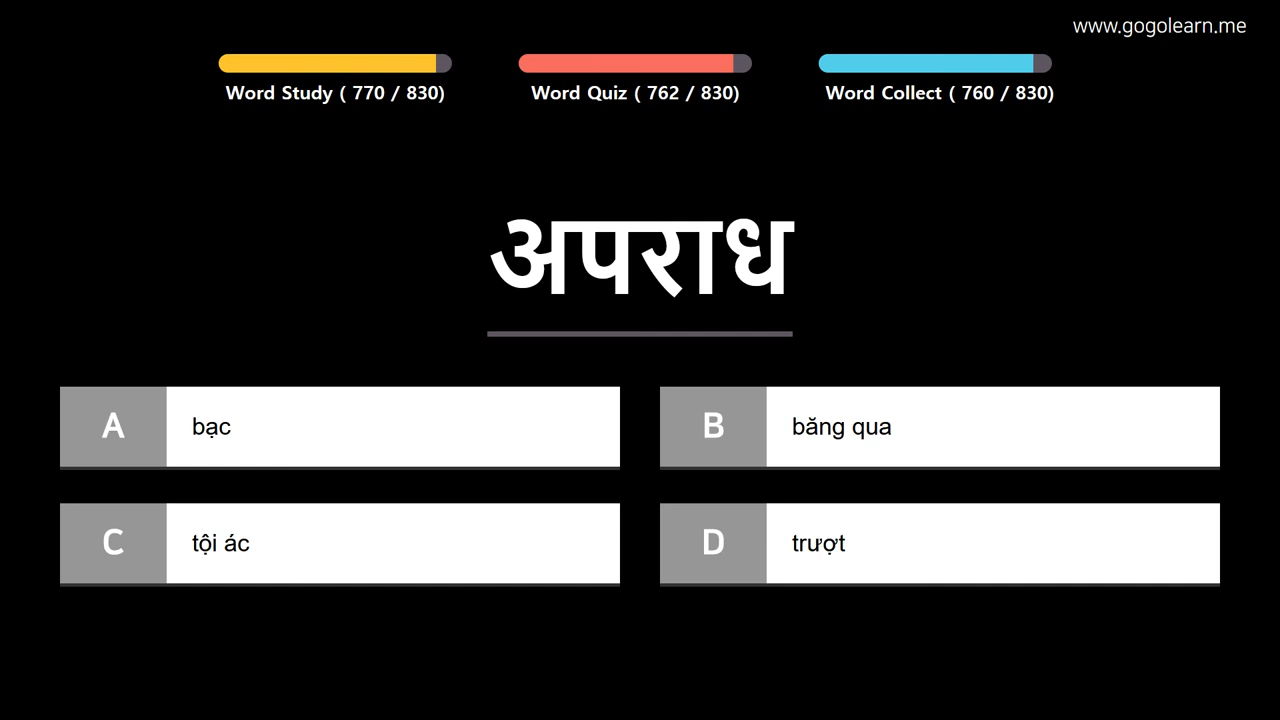 www.gogolearn.me
Word Study ( 770 / 830)
Word Quiz ( 762 / 830)
Word Collect ( 760 / 830)
अपराध
A bạc
B băng qua
C tội ác
D trượt